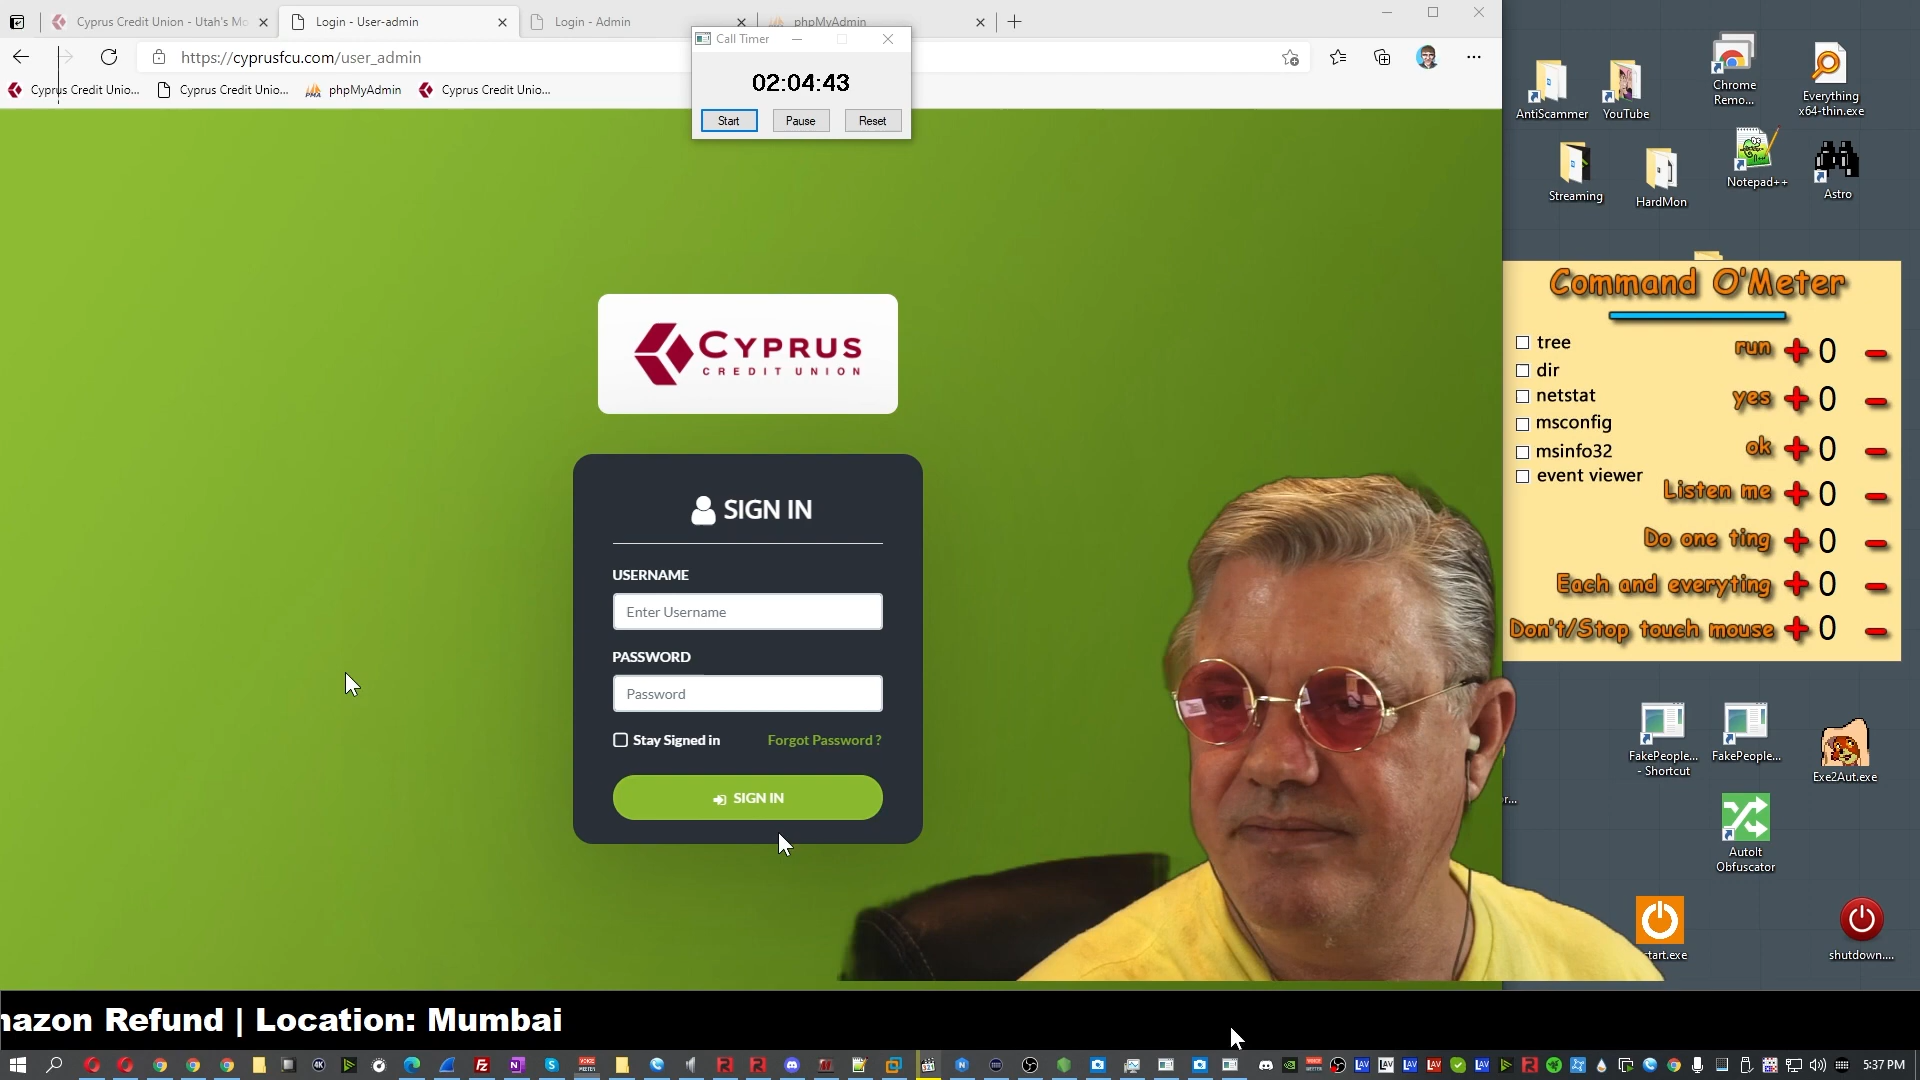 Cyprus Credit Union - Utah's Mo
Login - User-admin
Login - Admin
phpMyAdmin
https://cyprusfcu.com/user_admin
Cyprus Credit Unio...
Cyprus Credit Unio...
phpMyAdmin
Cyprus Credit Unio...
Call Timer
02:04:43
Start
Pause
Reset
CYPRUS
CREDIT UNION
SIGN IN
USERNAME
Enter Username
PASSWORD
Password
Stay Signed in
Forgot Password ?
SIGN IN
AntiScammer
YouTube
Chrome
Remo...
Everything
x64-thin.exe
Streaming
HardMon
Notepad++
Astro
Command O'Meter
tree
dir
netstat
msconfig
msinfo32
event viewer
run + 0 -
yes + 0 -
ok + 0 -
Listen me + 0 -
Do one ting + 0 -
Each and everyting + 0 -
Don't/Stop touch mouse + 0 -
FakePeople...
- Shortcut
FakePeople...
Exe2Aut.exe
AutoIt
Obfuscator
shutdown....
mazon Refund | Location: Mumbai
5:37 PM